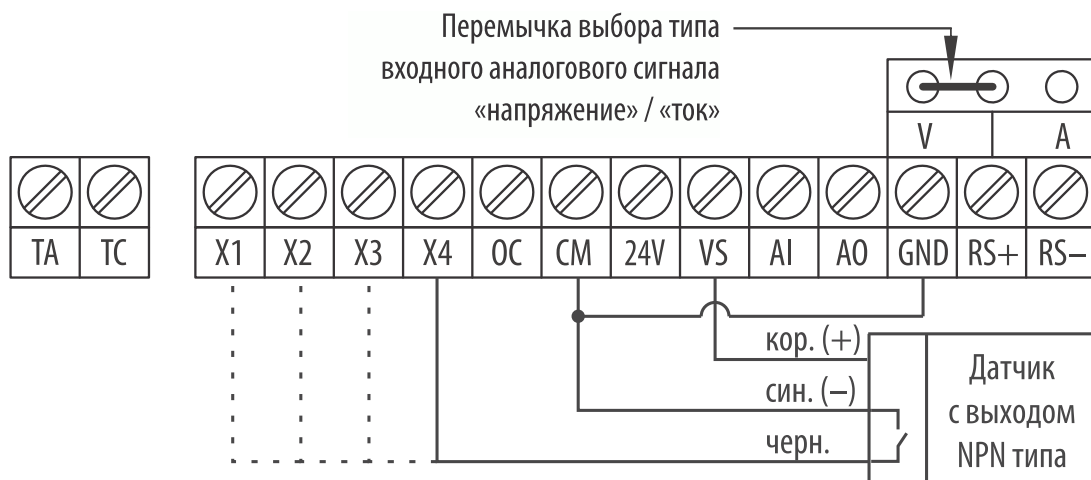 Перемычка выбора типа
входного аналогового сигнала
«напряжение» / «ток»
V A
TA TC X1 X2 X3 X4 OC CM 24V VS AI AO GND RS+ RS–
кор. (+)
син. (–)
черн.
Датчик
с выходом
NPN типа